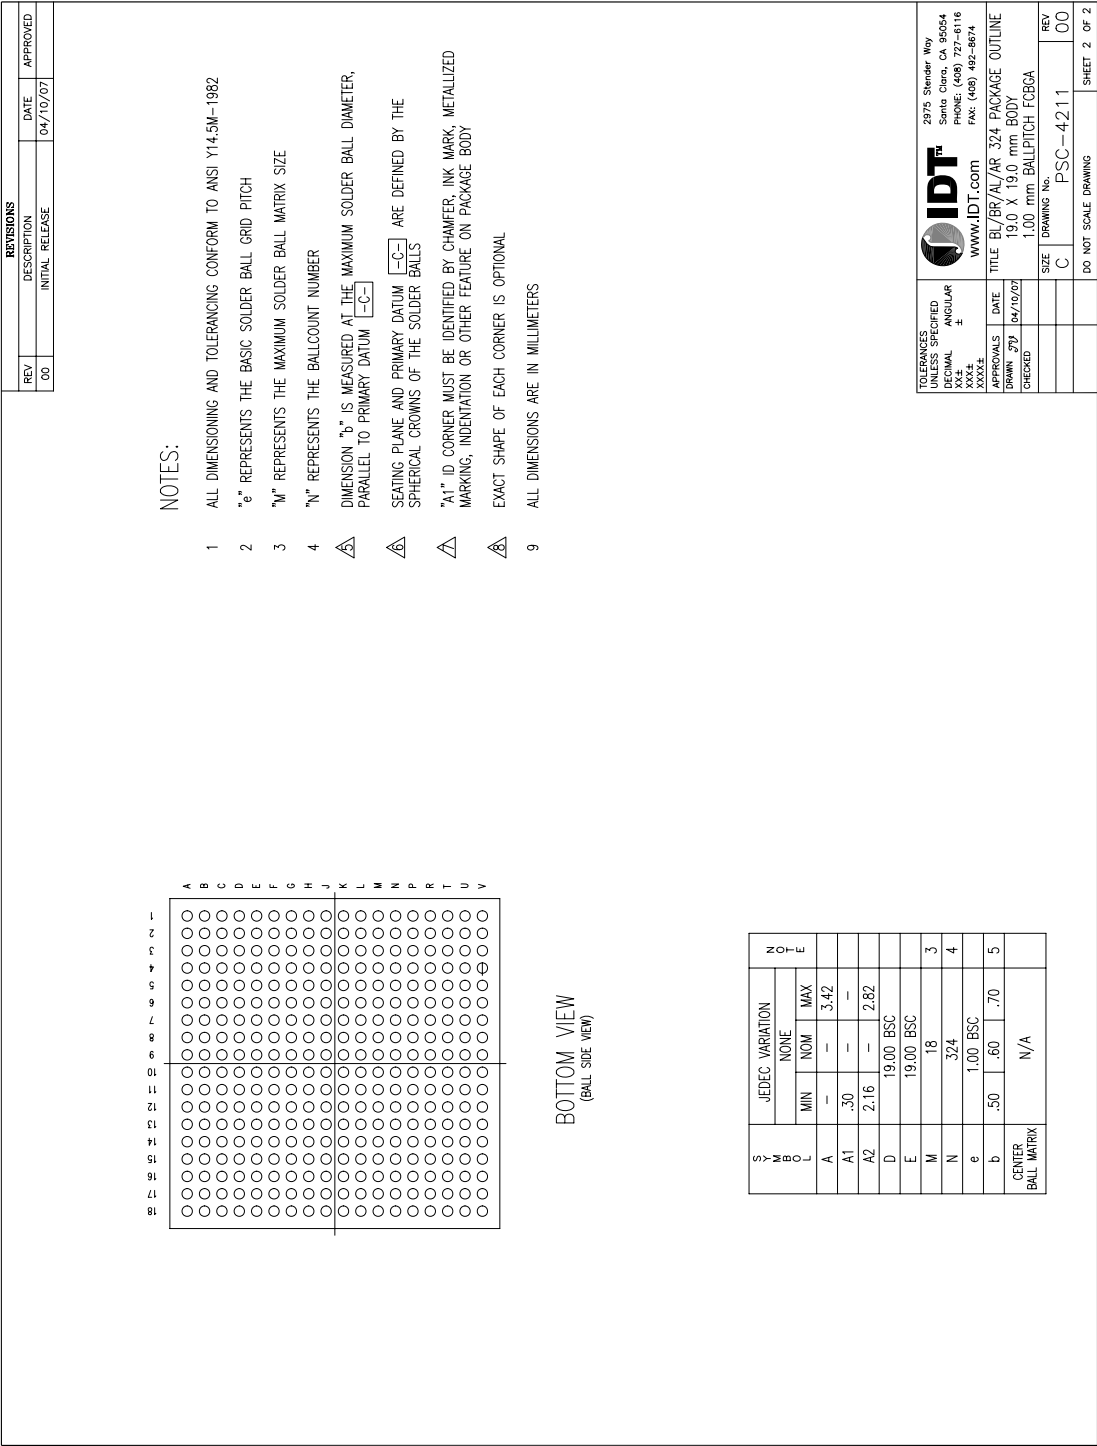 REVISIONS
REV DESCRIPTION DATE APPROVED
00 INITIAL RELEASE 04/10/07
NOTES:
1 ALL DIMENSIONING AND TOLERANCING CONFORM TO ANSI Y14.5M-1982
2 "e" REPRESENTS THE BASIC SOLDER BALL GRID PITCH
3 "M" REPRESENTS THE MAXIMUM SOLDER BALL MATRIX SIZE
4 "N" REPRESENTS THE BALLCOUNT NUMBER
5 DIMENSION "b" IS MEASURED AT THE MAXIMUM SOLDER BALL DIAMETER,
PARALLEL TO PRIMARY DATUM -C-
6 SEATING PLANE AND PRIMARY DATUM -C- ARE DEFINED BY THE
SPHERICAL CROWNS OF THE SOLDER BALLS
7 "A1" ID CORNER MUST BE IDENTIFIED BY CHAMFER, INK MARK, METALLIZED
MARKING, INDENTATION OR OTHER FEATURE ON PACKAGE BODY
8 EXACT SHAPE OF EACH CORNER IS OPTIONAL
9 ALL DIMENSIONS ARE IN MILLIMETERS
18 17 16 15 14 13 12 11 10 9 8 7 6 5 4 3 2 1
A
B
C
D
E
F
G
H
J
K
L
M
N
P
R
T
U
V
BOTTOM VIEW
(BALL SIDE VIEW)
SYMBOL JEDEC VARIATION NOTE
NONE
MIN NOM MAX
A - - 3.42
A1 .30 - -
A2 2.16 - 2.82
D 19.00 BSC
E 19.00 BSC
M 18 3
N 324 4
e 1.00 BSC
b .50 .60 .70 5
CENTER BALL MATRIX N/A
TOLERANCES
UNLESS SPECIFIED
DECIMAL ANGULAR
XX± ±
XXX±
XXXX±
IDT™
www.IDT.com
2975 Stender Way
Santa Clara, CA 95054
PHONE: (408) 727-6116
FAX: (408) 492-8674
APPROVALS DATE
DRAWN 04/10/07
CHECKED
TITLE BL/BR/AL/AR 324 PACKAGE OUTLINE
19.0 X 19.0 mm BODY
1.00 mm BALLPITCH FCBGA
SIZE DRAWING No. REV
C PSC-4211 00
DO NOT SCALE DRAWING SHEET 2 OF 2